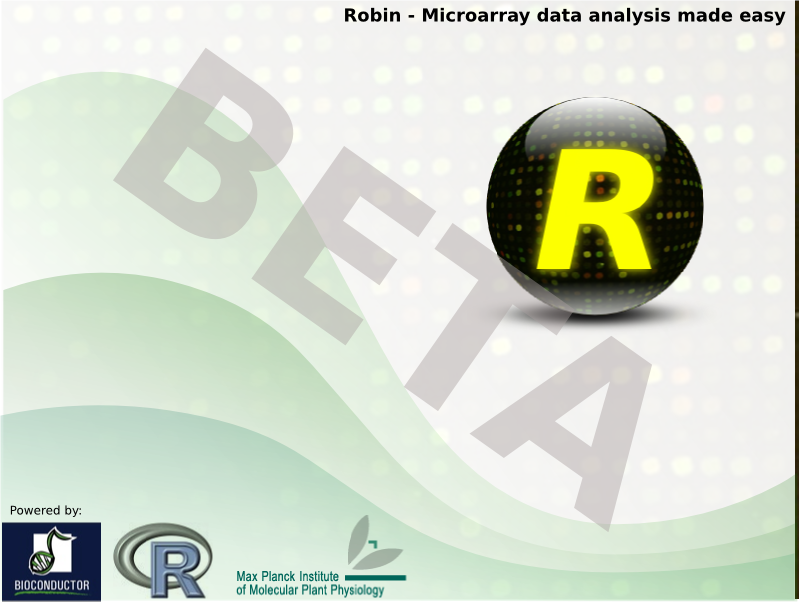 Robin - Microarray data analysis made easy
R
BETA
Powered by:
BIOCONDUCTOR
R
Max Planck Institute
of Molecular Plant Physiology